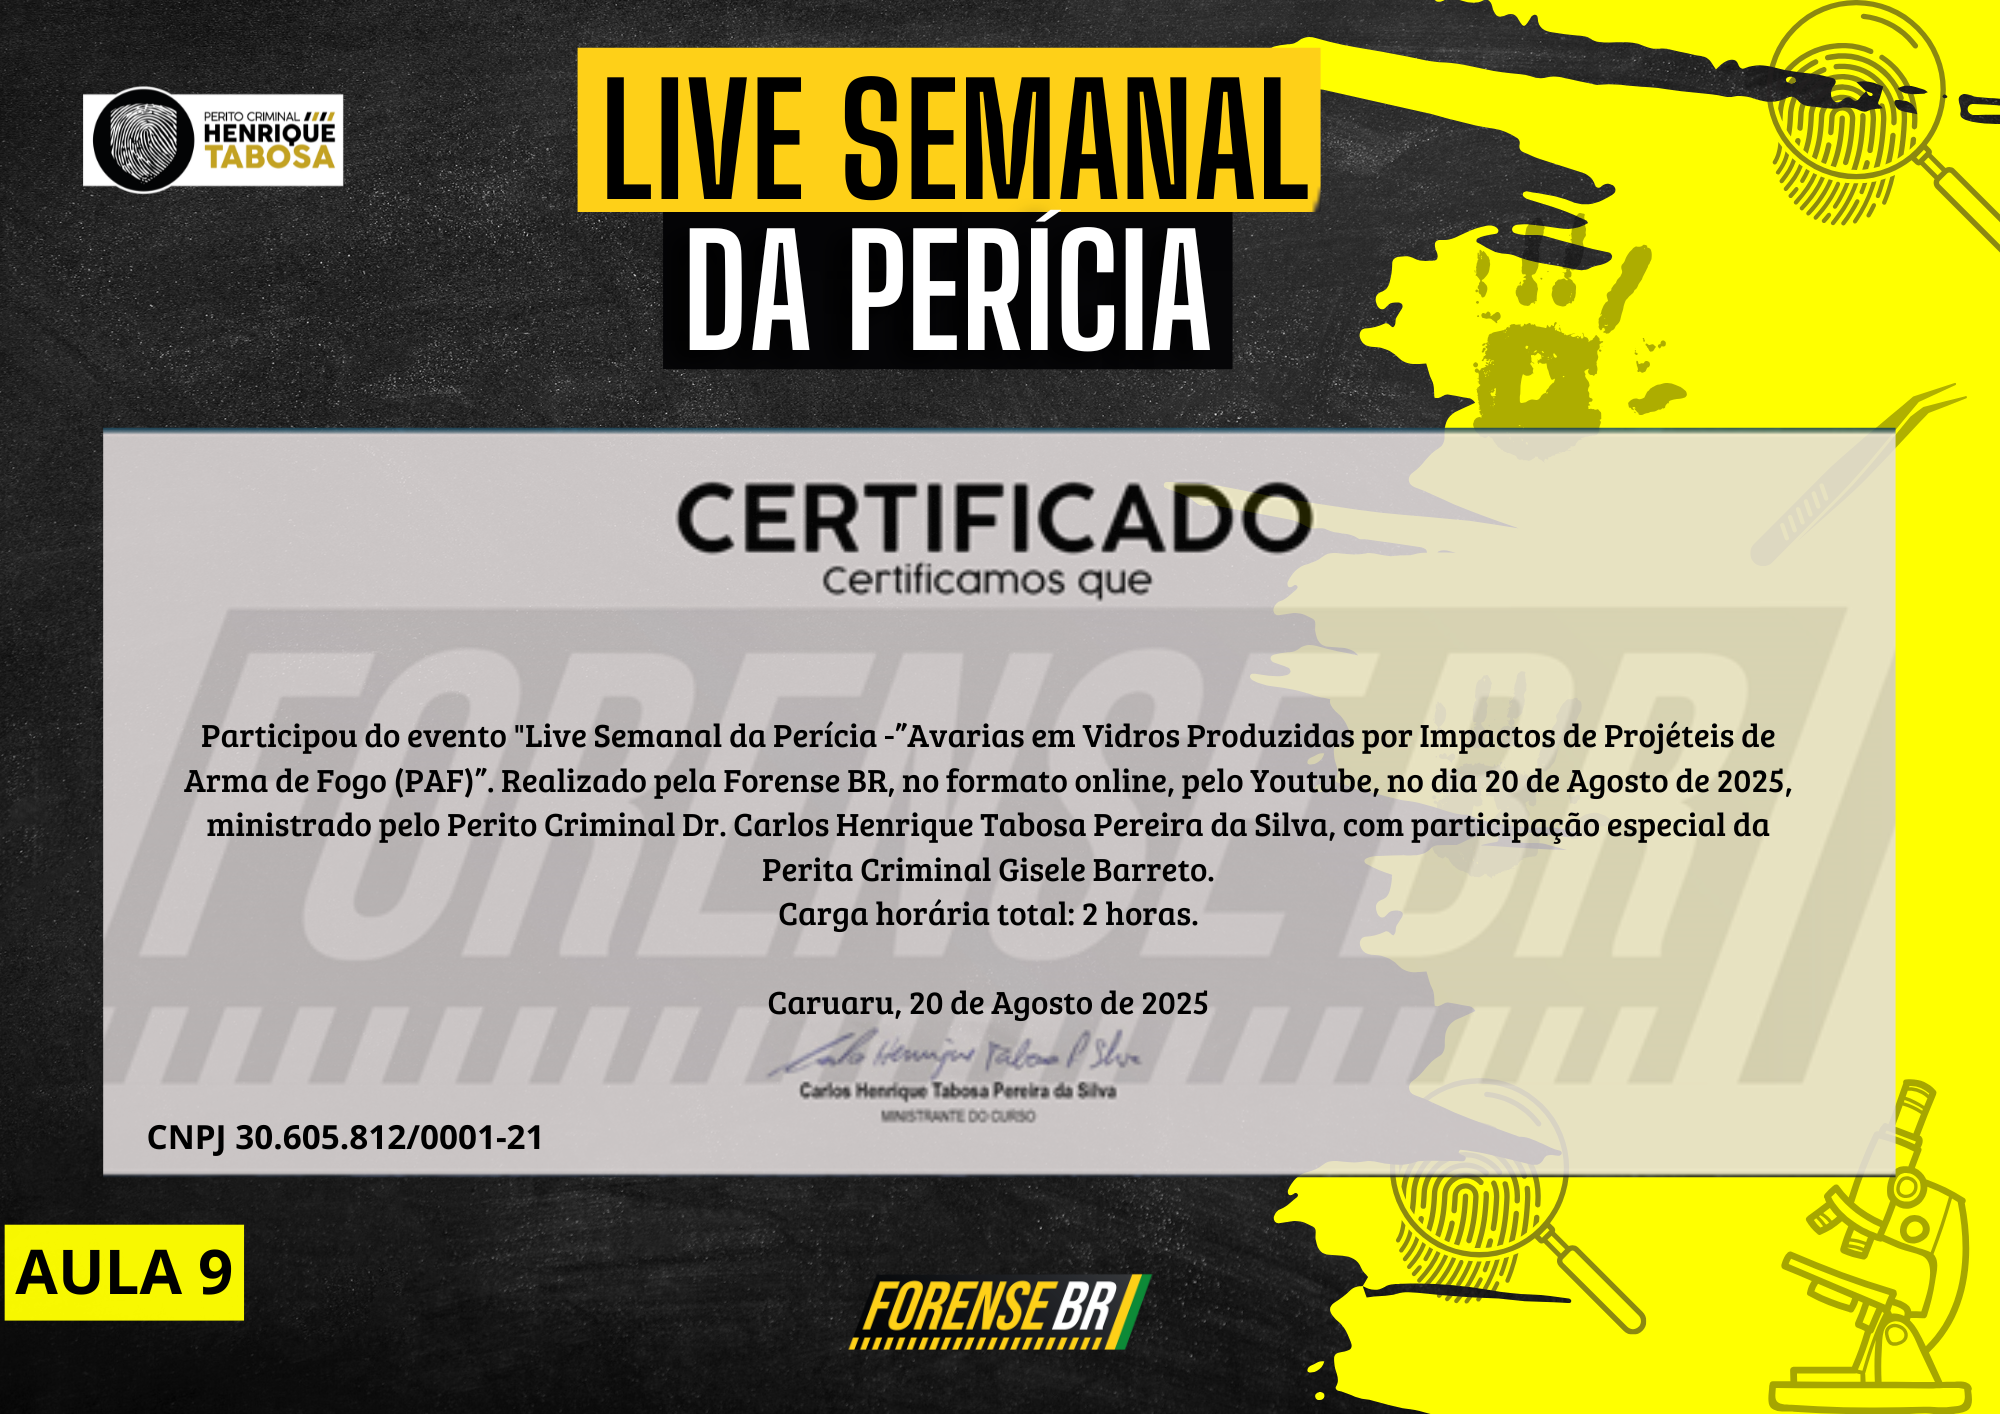 PERITO CRIMINAL
HENRIQUE
TABOSA
LIVE SEMANAL
DA PERÍCIA
CERTIFICADO
Certificamos que
FORENSE BR
Participou do evento "Live Semanal da Perícia -”Avarias em Vidros Produzidas por Impactos de Projéteis de
Arma de Fogo (PAF)”. Realizado pela Forense BR, no formato online, pelo Youtube, no dia 20 de Agosto de 2025,
ministrado pelo Perito Criminal Dr. Carlos Henrique Tabosa Pereira da Silva, com participação especial da
Perita Criminal Gisele Barreto.
Carga horária total: 2 horas.
Caruaru, 20 de Agosto de 2025
Carlos Henrique Tabosa P Silva
Carlos Henrique Tabosa Pereira da Silva
MINISTRANTE DO CURSO
CNPJ 30.605.812/0001-21
AULA 9
FORENSE BR